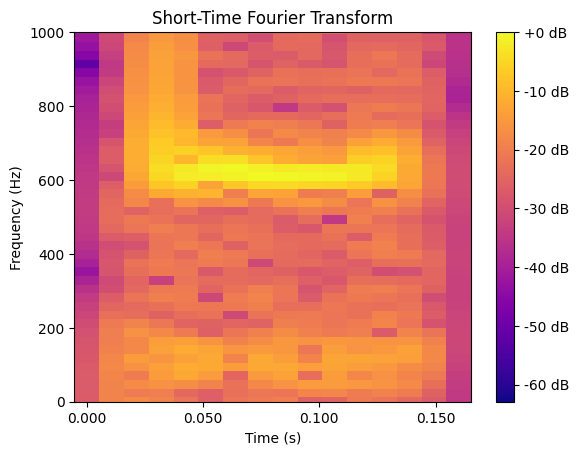 Short-Time Fourier Transform
1000
800
600
400
200
0
Frequency (Hz)
0.000
0.050
0.100
0.150
Time (s)
+0 dB
-10 dB
-20 dB
-30 dB
-40 dB
-50 dB
-60 dB